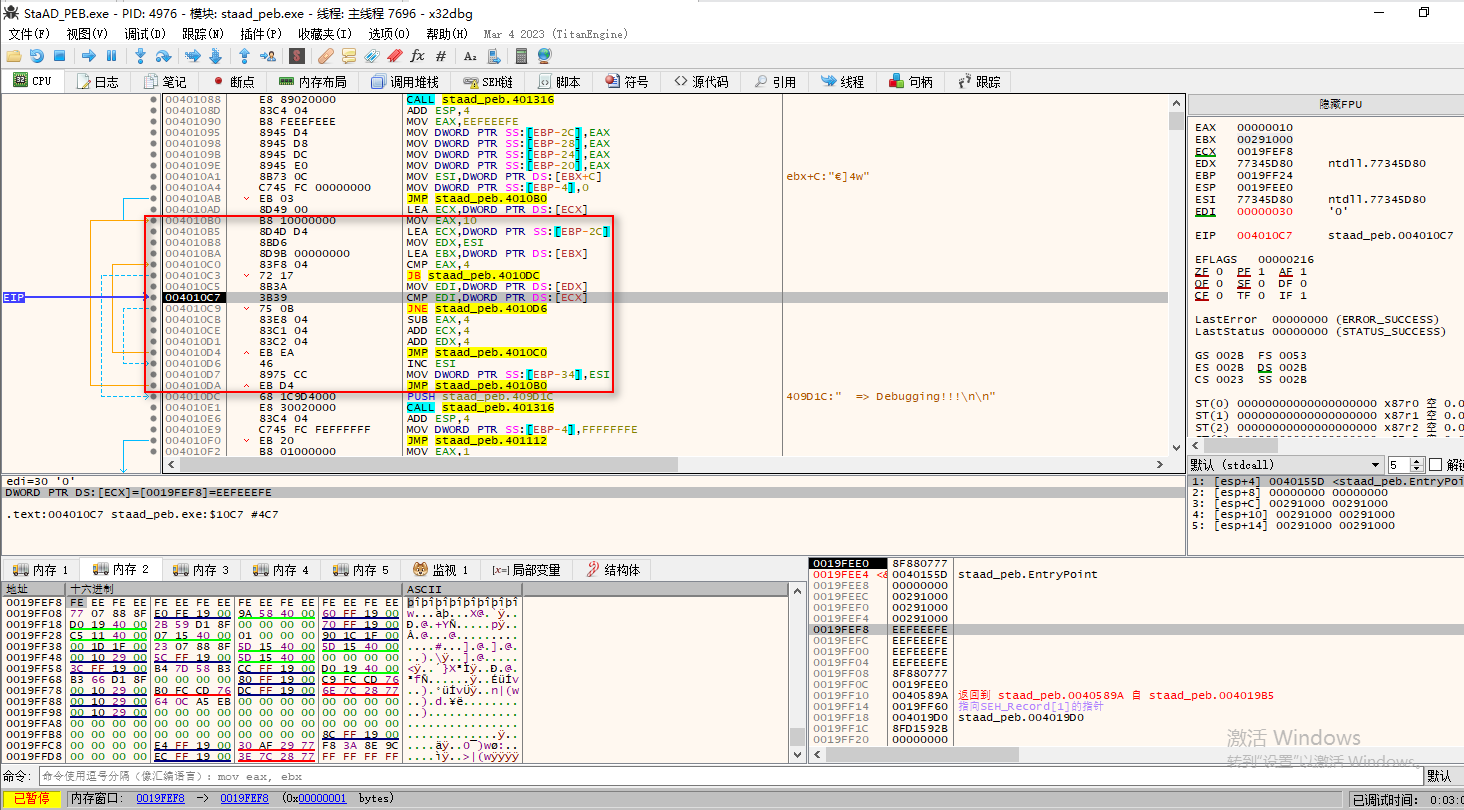 StaAD_PEB.exe - PID: 4976 - 模块: staad_peb.exe - 线程: 主线程 7696 - x32dbg
文件(F) 视图(V) 调试(D) 跟踪(N) 插件(P) 收藏夹(I) 选项(O) 帮助(H) Mar 4 2023 (TitanEngine)
CPU 日志 笔记 断点 内存布局 调用堆栈 SEH链 脚本 符号 源代码 引用 线程 句柄 跟踪
00401088 E8 89020000 CALL staad_peb.401316
0040108D 83C4 04 ADD ESP,4
00401090 B8 FEEEFEEE MOV EAX,EEFEEEFE
00401095 8945 D4 MOV DWORD PTR SS:[EBP-2C],EAX
00401098 8945 D8 MOV DWORD PTR SS:[EBP-28],EAX
0040109B 8945 DC MOV DWORD PTR SS:[EBP-24],EAX
0040109E 8945 E0 MOV DWORD PTR SS:[EBP-20],EAX
004010A1 8B73 0C MOV ESI,DWORD PTR DS:[EBX+C] ebx+C:"€]4w"
004010A4 C745 FC 00000000 MOV DWORD PTR SS:[EBP-4],0
004010AB EB 03 JMP staad_peb.4010B0
004010AD 8D49 00 LEA ECX,DWORD PTR DS:[ECX]
004010B0 B8 10000000 MOV EAX,10
004010B5 8D4D D4 LEA ECX,DWORD PTR SS:[EBP-2C]
004010B8 8BD6 MOV EDX,ESI
004010BA 8D9B 00000000 LEA EBX,DWORD PTR DS:[EBX]
004010C0 83F8 04 CMP EAX,4
004010C3 72 17 JB staad_peb.4010DC
004010C5 8B3A MOV EDI,DWORD PTR DS:[EDX]
EIP 004010C7 3B39 CMP EDI,DWORD PTR DS:[ECX]
004010C9 75 0B JNE staad_peb.4010D6
004010CB 83E8 04 SUB EAX,4
004010CE 83C1 04 ADD ECX,4
004010D1 83C2 04 ADD EDX,4
004010D4 EB EA JMP staad_peb.4010C0
004010D6 46 INC ESI
004010D7 8975 CC MOV DWORD PTR SS:[EBP-34],ESI
004010DA EB D4 JMP staad_peb.4010B0
004010DC 68 1C9D4000 PUSH staad_peb.409D1C 409D1C:" => Debugging!!!\n\n"
004010E1 E8 30020000 CALL staad_peb.401316
004010E6 83C4 04 ADD ESP,4
004010E9 C745 FC FEFFFFFF MOV DWORD PTR SS:[EBP-4],FFFFFFFE
004010F0 EB 20 JMP staad_peb.401112
004010F2 B8 01000000 MOV EAX,1
隐藏FPU
EAX 00000010
EBX 00291000
ECX 0019FEF8
EDX 77345D80 ntdll.77345D80
EBP 0019FF24
ESP 0019FEE0
ESI 77345D80 ntdll.77345D80
EDI 00000030 '0'
EIP 004010C7 staad_peb.004010C7
EFLAGS 00000216
ZF 0 PF 1 AF 1
OF 0 SF 0 DF 0
CF 0 TF 0 IF 1
LastError 00000000 (ERROR_SUCCESS)
LastStatus 00000000 (STATUS_SUCCESS)
GS 002B FS 0053
ES 002B DS 002B
CS 0023 SS 002B
ST(0) 00000000000000000000 x87r0 空 0.0
ST(1) 00000000000000000000 x87r1 空 0.0
ST(2) 00000000000000000000 x87r2 空 0.0
默认 (stdcall) 5 解锁
1: [esp+4] 0040155D <staad_peb.EntryPoi
2: [esp+8] 00000000 00000000
3: [esp+C] 00291000 00291000
4: [esp+10] 00291000 00291000
5: [esp+14] 00291000 00291000
edi=30 '0'
DWORD PTR DS:[ECX]=[0019FEF8]=EEFEEEFE
.text:004010C7 staad_peb.exe:$10C7 #4C7
内存 1 内存 2 内存 3 内存 4 内存 5 监视 1 [x=]局部变量 结构体
地址 十六进制 ASCII
0019FEF8 FE EE FE EE FE EE FE EE FE EE FE EE FE EE FE EE þîþîþîþîþîþîþîþî
0019FF08 77 07 88 8F E0 FE 19 00 9A 58 40 00 60 FF 19 00
0019FF18 D0 19 40 00 2B 59 D1 8F 00 00 00 00 70 FF 19 00
0019FF28 C5 11 40 00 07 15 40 00 01 00 00 00 90 1C 1F 00
0019FF38 00 1D 1F 00 23 07 88 8F 5D 15 40 00 5D 15 40 00
0019FF48 00 10 29 00 5C FF 19 00 5D 15 40 00 00 00 00 00
0019FF58 3C FF 19 00 B4 7D 58 B3 CC FF 19 00 D0 19 40 00
0019FF68 B3 66 D1 8F 00 00 00 00 80 FF 19 00 C9 FC CD 76
0019FF78 00 10 29 00 B0 FC CD 76 DC FF 19 00 6E 7C 28 77
0019FF88 00 10 29 00 64 0C A5 EB 00 00 00 00 00 00 00 00
0019FF98 00 10 29 00 00 00 00 00 00 00 00 00 00 00 00 00
0019FFA8 00 00 00 00 00 00 00 00 00 00 00 00 00 00 00 00
0019FFB8 00 00 00 00 00 00 00 00 00 00 00 00 8C FF 19 00
0019FFC8 00 00 00 00 E4 FF 19 00 30 AF 29 77 F8 3A 8E 9C
0019FFD8 00 00 00 00 EC FF 19 00 3E 7C 28 77 FF FF FF FF
0019FEE0 8F880777
0019FEE4 0040155D staad_peb.EntryPoint
0019FEE8 00000000
0019FEEC 00291000
0019FEF0 00291000
0019FEF4 00291000
0019FEF8 EEFEEEFE
0019FEFC EEFEEEFE
0019FF00 EEFEEEFE
0019FF04 EEFEEEFE
0019FF08 8F880777
0019FF0C 0019FEE0
0019FF10 0040589A 返回到 staad_peb.0040589A 自 staad_peb.004019B5
0019FF14 0019FF60 指向SEH_Record[1]的指针
0019FF18 004019D0 staad_peb.004019D0
0019FF1C 8FD1592B
0019FF20 00000000
激活 Windows
转到“设置”以激活 Windows。
命令: 命令使用逗号分隔（像汇编语言）: mov eax, ebx 默认
已暂停 内存窗口: 0019FEF8 -> 0019FEF8 (0x00000001 bytes) 已调试时间: 0:03:0